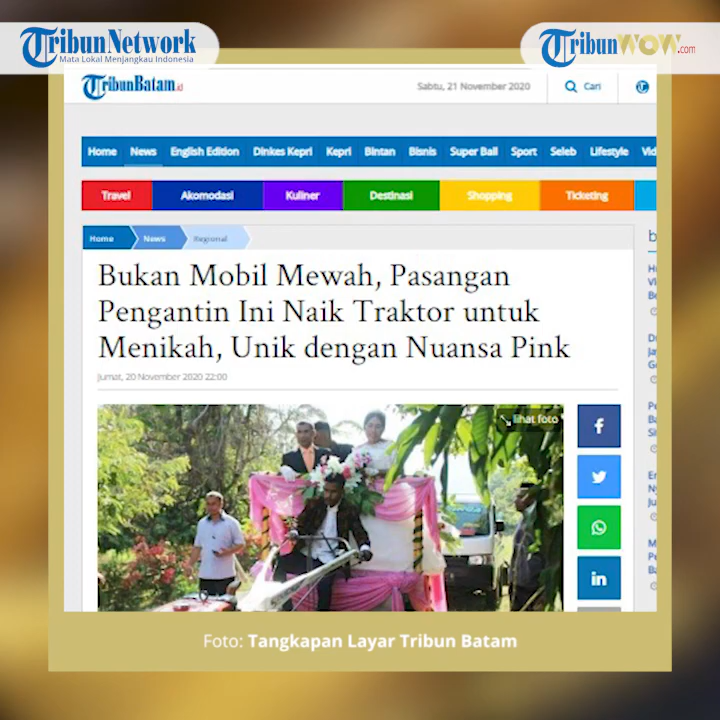 TribunNetwork
Mata Lokal Menjangkau Indonesia
TribunWOW.com
TribunBatam.id
Sabtu, 21 November 2020
Cari
Home News English Edition Dinkes Kepri Kepri Bintan Bisnis Super Ball Sport Seleb Lifestyle
Travel Akomodasi Kuliner Destinasi Shopping Ticketing
Home News Regional
Bukan Mobil Mewah, Pasangan
Pengantin Ini Naik Traktor untuk
Menikah, Unik dengan Nuansa Pink
Jumat, 20 November 2020 22:00
lihat foto
Foto: Tangkapan Layar Tribun Batam